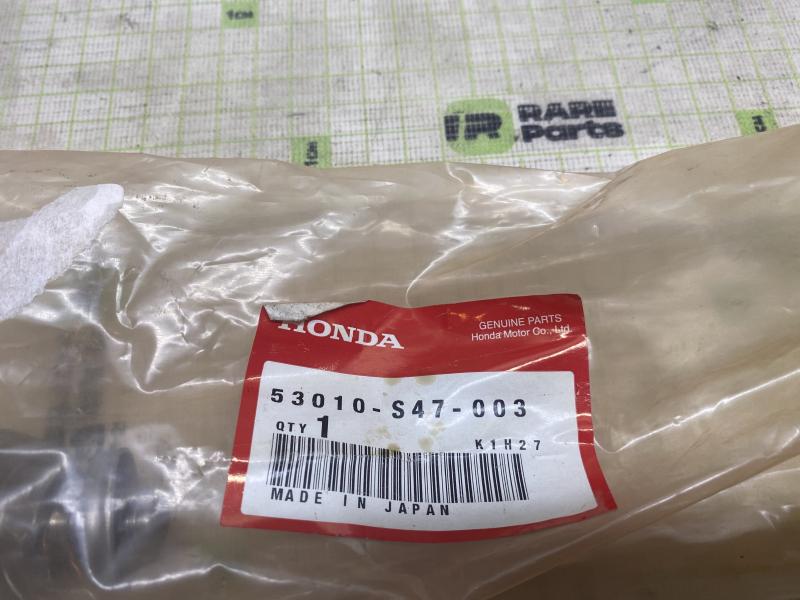 1CM
RARE
Parts
1CM
3
HONDA
GENUINE PARTS
Honda Motor Co., Ltd.
53010-S47-003
QTY 1
K1H27
MADE IN JAPAN